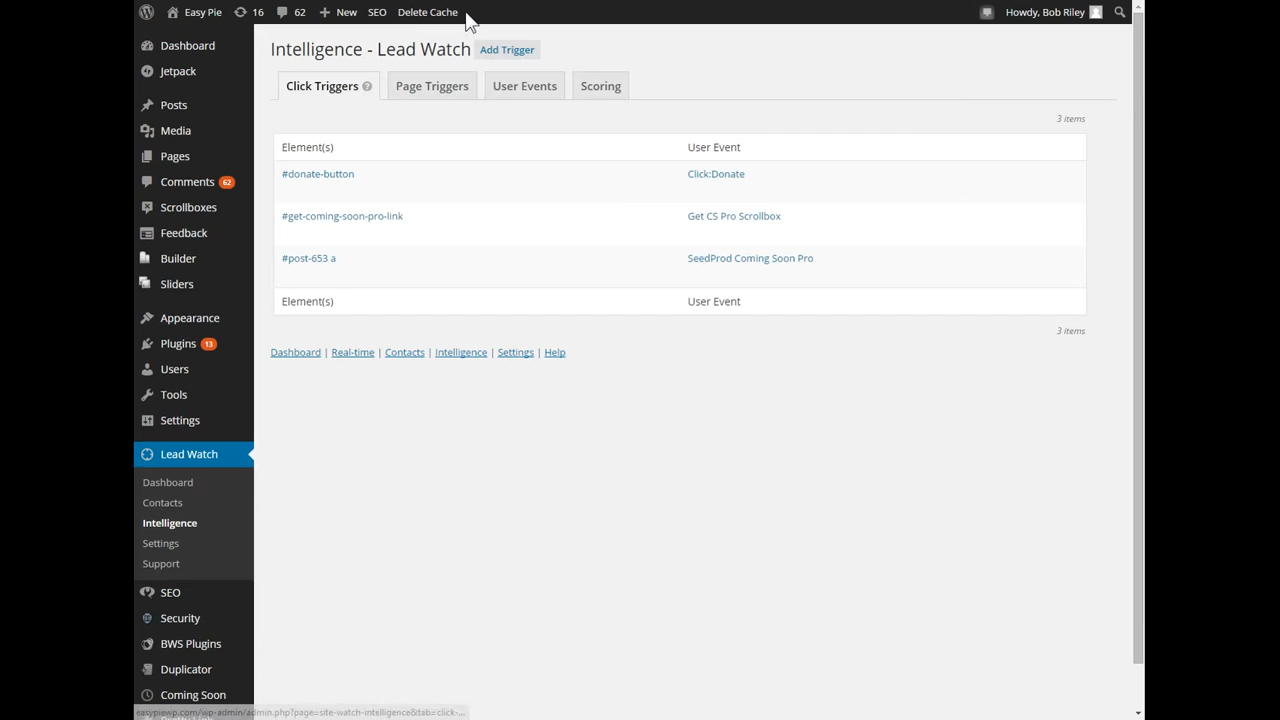 Easy Pie 16 62 New SEO Delete Cache Howdy, Bob Riley
Dashboard
Jetpack
Posts
Media
Pages
Comments 62
Scrollboxes
Feedback
Builder
Sliders
Appearance
Plugins 13
Users
Tools
Settings
Lead Watch
Dashboard
Contacts
Intelligence
Settings
Support
SEO
Security
BWS Plugins
Duplicator
Coming Soon
Intelligence - Lead Watch Add Trigger
Click Triggers ? Page Triggers User Events Scoring
3 items
Element(s) User Event
#donate-button Click:Donate
#get-coming-soon-pro-link Get CS Pro Scrollbox
#post-653 a SeedProd Coming Soon Pro
Element(s) User Event
3 items
Dashboard | Real-time | Contacts | Intelligence | Settings | Help
easypiewp.com/wp-admin/admin.php?page=site-watch-intelligence&tab=click-...